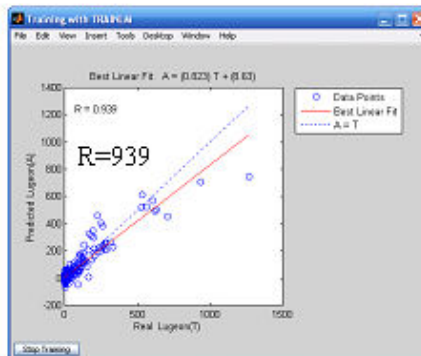 Training with TRAINLM
File Edit View Insert Tools Desktop Window Help
Best Linear Fit: A = (0.823) T + (8.63)
1400
1200
1000
800
600
400
200
0
-200
R = 0.939
R=939
Predicted Lugeon(A)
0 500 1000 1500
Real Lugeon(T)
Data Points
Best Linear Fit
A = T
Stop Training